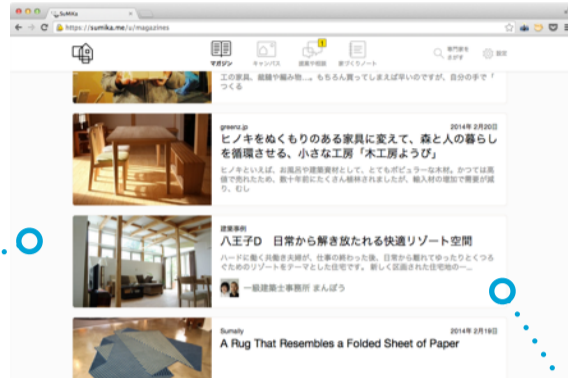 SuMiKa
https://sumika.me/u/magazines
マガジン
キャンバス
提案や相談
家づくりノート
専門家を
さがす
設定
工の家具、裁縫や編み物...。もちろん買ってしまえば早いのですが、自分の手で「
つくる
greenz.jp
2014年 2月20日
ヒノキをぬくもりのある家具に変えて、森と人の暮らし
を循環させる、小さな工房「木工房ようび」
ヒノキといえば、お風呂や建築資材として、とてもポピュラーな木材。かつては高
値で売れたため、数十年前にたくさん植林されましたが、輸入材の増加で需要が減
り、むし
建築事例
八王子D 日常から解き放たれる快適リゾート空間
ハードに働く共働き夫婦が、仕事の終わった後、日常から離れてゆったりとくつろ
ぐためのリゾートをテーマとした住宅です。 新しく区画された住宅地の一...
一級建築士事務所 まんぼう
Sumally
2014年 2月19日
A Rug That Resembles a Folded Sheet of Paper